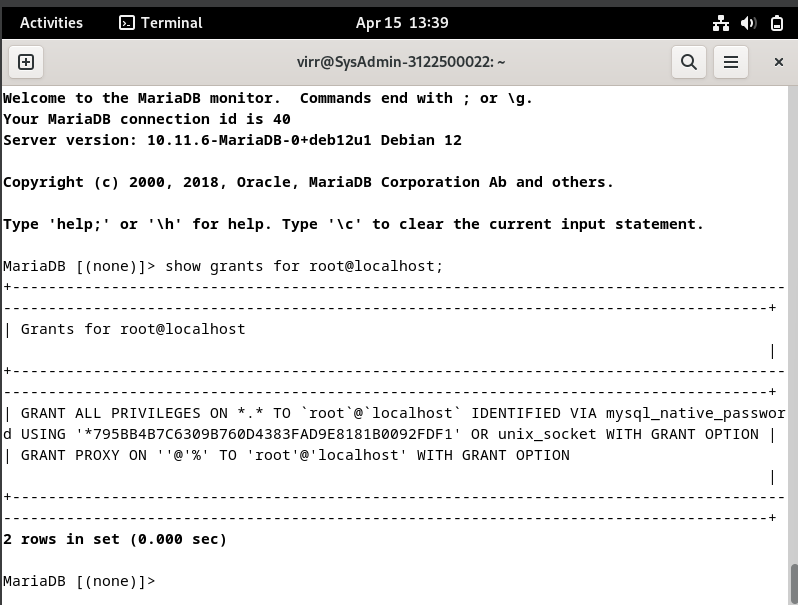 Activities Terminal Apr 15 13:39
virr@SysAdmin-3122500022: ~
Welcome to the MariaDB monitor.  Commands end with ; or \g.
Your MariaDB connection id is 40
Server version: 10.11.6-MariaDB-0+deb12u1 Debian 12

Copyright (c) 2000, 2018, Oracle, MariaDB Corporation Ab and others.

Type 'help;' or '\h' for help. Type '\c' to clear the current input statement.

MariaDB [(none)]> show grants for root@localhost;
+--------------------------------------------------------------------------------------
-------------------------------------------------------------------------------------+
| Grants for root@localhost
                                                                                     |
+--------------------------------------------------------------------------------------
-------------------------------------------------------------------------------------+
| GRANT ALL PRIVILEGES ON *.* TO `root`@`localhost` IDENTIFIED VIA mysql_native_passwor
d USING '*795BB4B7C6309B760D4383FAD9E8181B0092FDF1' OR unix_socket WITH GRANT OPTION |
| GRANT PROXY ON ''@'%' TO 'root'@'localhost' WITH GRANT OPTION
                                                                                     |
+--------------------------------------------------------------------------------------
-------------------------------------------------------------------------------------+
2 rows in set (0.000 sec)

MariaDB [(none)]>